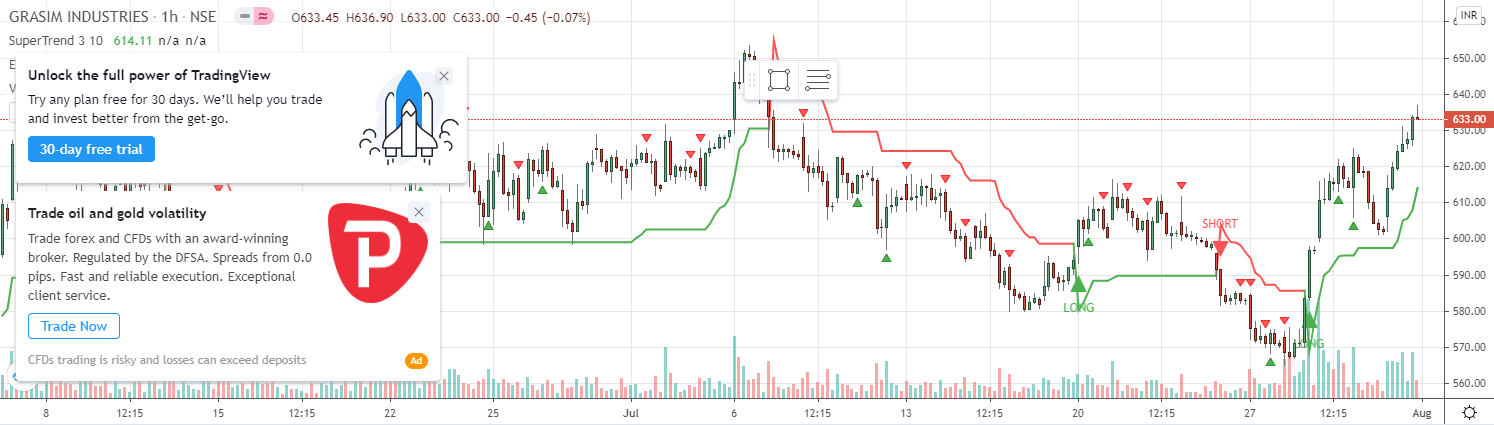 GRASIM INDUSTRIES · 1h · NSE O633.45 H636.90 L633.00 C633.00 −0.45 (−0.07%)
SuperTrend 3 10 614.11 n/a n/a
E
V
Unlock the full power of TradingView
Try any plan free for 30 days. We'll help you trade
and invest better from the get-go.
30-day free trial
Trade oil and gold volatility
Trade forex and CFDs with an award-winning
broker. Regulated by the DFSA. Spreads from 0.0
pips. Fast and reliable execution. Exceptional
client service.
Trade Now
CFDs trading is risky and losses can exceed deposits
Ad
P
LONG
SHORT
INR
650.00
640.00
633.00
630.00
620.00
610.00
600.00
590.00
580.00
570.00
560.00
8 12:15 15 12:15 22 25 Jul 6 12:15 13 12:15 20 12:15 27 12:15 Aug